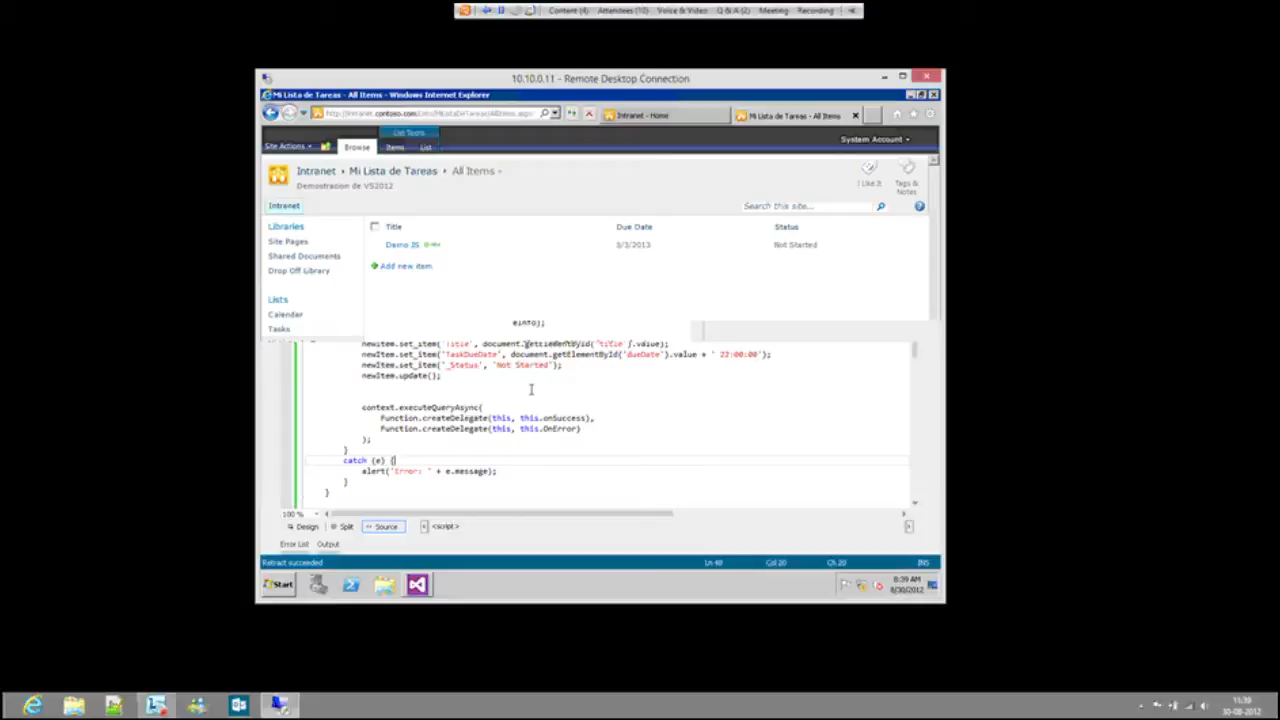 Content (4) Attendees (10) Voice & Video Q & A (2) Meeting Recording
10.10.0.11 - Remote Desktop Connection
Mi Lista de Tareas - All Items - Windows Internet Explorer
http://intranet.contoso.com/Lists/MiListaDeTareas/AllItems.aspx
Intranet - Home
Mi Lista de Tareas - All Items
List Tools
System Account
Site Actions
Browse
Items
List
Intranet
Mi Lista de Tareas
All Items
Demostracion de VS2012
I Like It
Tags & Notes
Intranet
Search this site...
Libraries
Site Pages
Shared Documents
Drop Off Library
Lists
Calendar
Tasks
Title Due Date Status
Demo JS 3/3/2013 Not Started
Add new item
eInfo);
newItem.set_item('Title', document.getElementById('title').value);
newItem.set_item('TaskDueDate', document.getElementById('dueDate').value + ' 22:00:00');
newItem.set_item('_Status', 'Not Started');
newItem.update();
context.executeQueryAsync(
Function.createDelegate(this, this.onSuccess),
Function.createDelegate(this, this.OnError)
);
}
catch (e) {
alert("Error: " + e.message);
}
}
100 %
Design Split Source <script>
Error List Output
Retract succeeded Ln 40 Col 20 Ch 20 INS
Start
8:39 AM
8/30/2012
11:39
30-08-2012